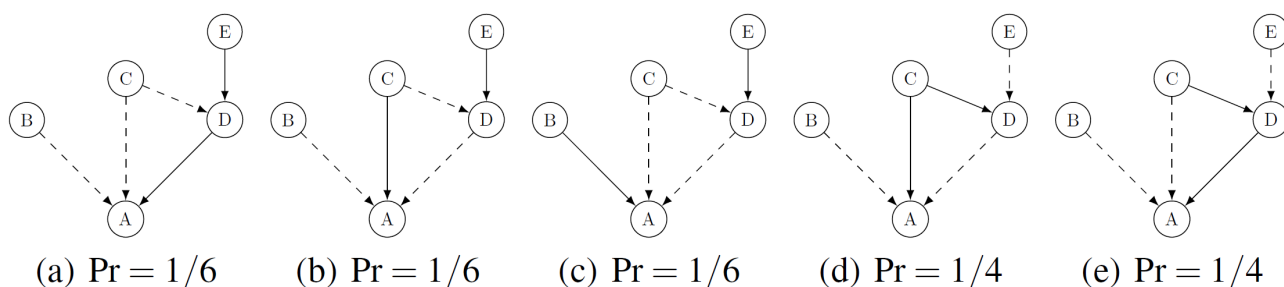 E
C
B
D
A
E
C
B
D
A
E
C
B
D
A
E
C
B
D
A
E
C
B
D
A
(a) Pr = 1/6
(b) Pr = 1/6
(c) Pr = 1/6
(d) Pr = 1/4
(e) Pr = 1/4